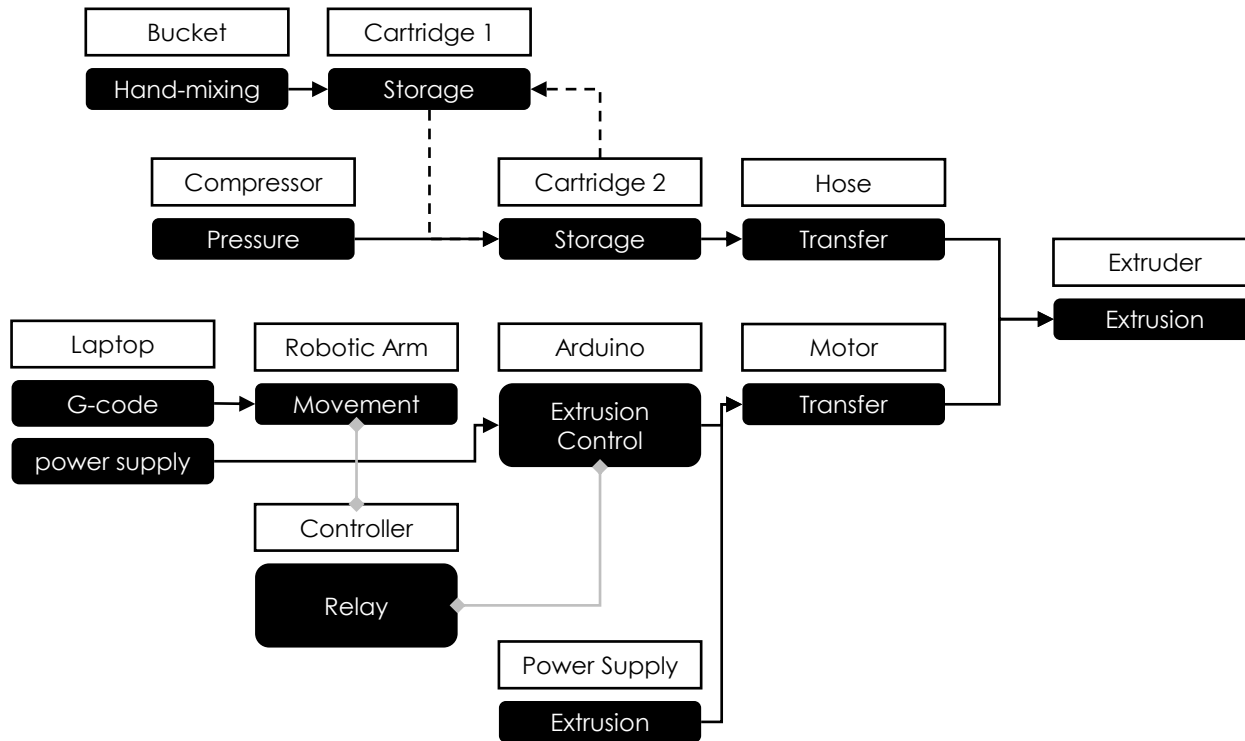 Bucket
Cartridge 1
Hand-mixing
Storage
Compressor
Cartridge 2
Hose
Pressure
Storage
Transfer
Extruder
Extrusion
Laptop
Robotic Arm
Arduino
Motor
G-code
Movement
Extrusion
Control
Transfer
power supply
Controller
Relay
Power Supply
Extrusion